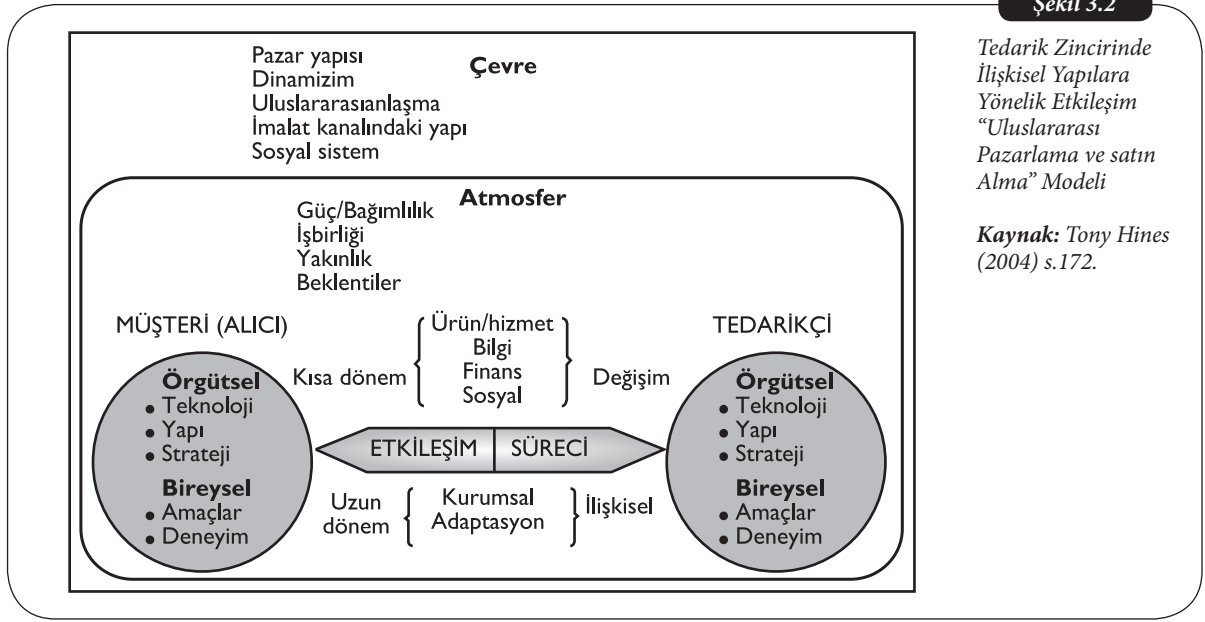 Şekil 3.2
Tedarik Zincirinde
İlişkisel Yapılara
Yönelik Etkileşim
“Uluslararası
Pazarlama ve satın
Alma” Modeli
Kaynak: Tony Hines
(2004) s.172.
Çevre
Pazar yapısı
Dinamizim
Uluslararasıanlaşma
İmalat kanalındaki yapı
Sosyal sistem
Atmosfer
Güç/Bağımlılık
İşbirliği
Yakınlık
Beklentiler
MÜŞTERİ (ALICI)
Örgütsel
• Teknoloji
• Yapı
• Strateji
Bireysel
• Amaçlar
• Deneyim
Kısa dönem
Ürün/hizmet
Bilgi
Finans
Sosyal
Değişim
ETKİLEŞİM SÜRECİ
Uzun
dönem
Kurumsal
Adaptasyon
İlişkisel
TEDARİKÇİ
Örgütsel
• Teknoloji
• Yapı
• Strateji
Bireysel
• Amaçlar
• Deneyim